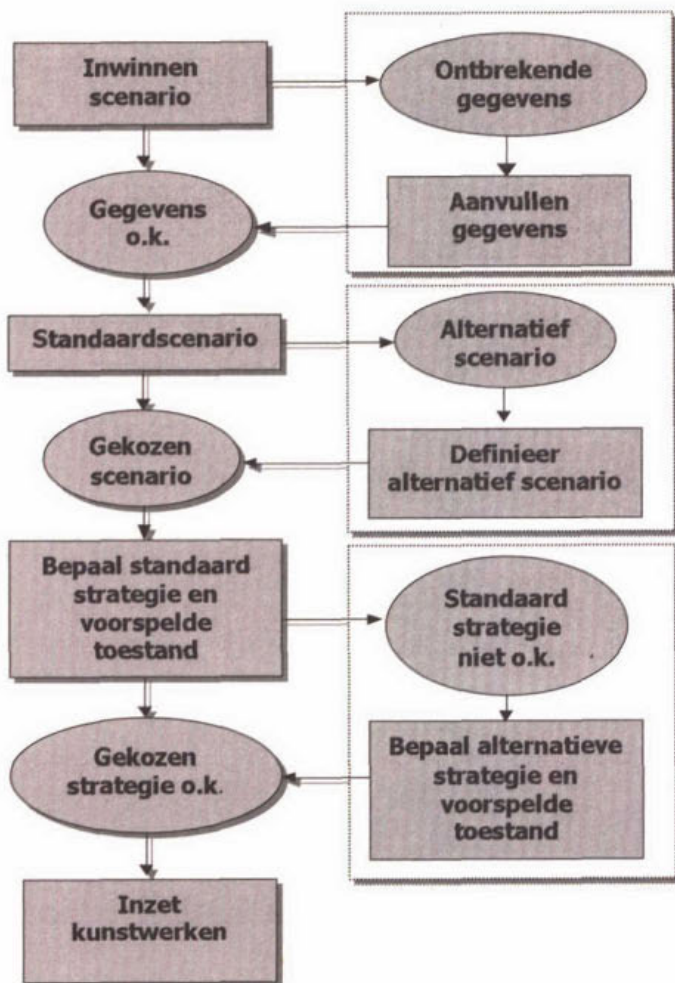 Inwinnen
scenario
Ontbrekende
gegevens
Gegevens
o.k.
Aanvullen
gegevens
Standaardscenario
Alternatief
scenario
Gekozen
scenario
Definieer
alternatief scenario
Bepaal standaard
strategie en
voorspelde
toestand
Standaard
strategie
niet o.k.
Gekozen
strategie o.k.
Bepaal alternatieve
strategie en
voorspelde
toestand
Inzet
kunstwerken